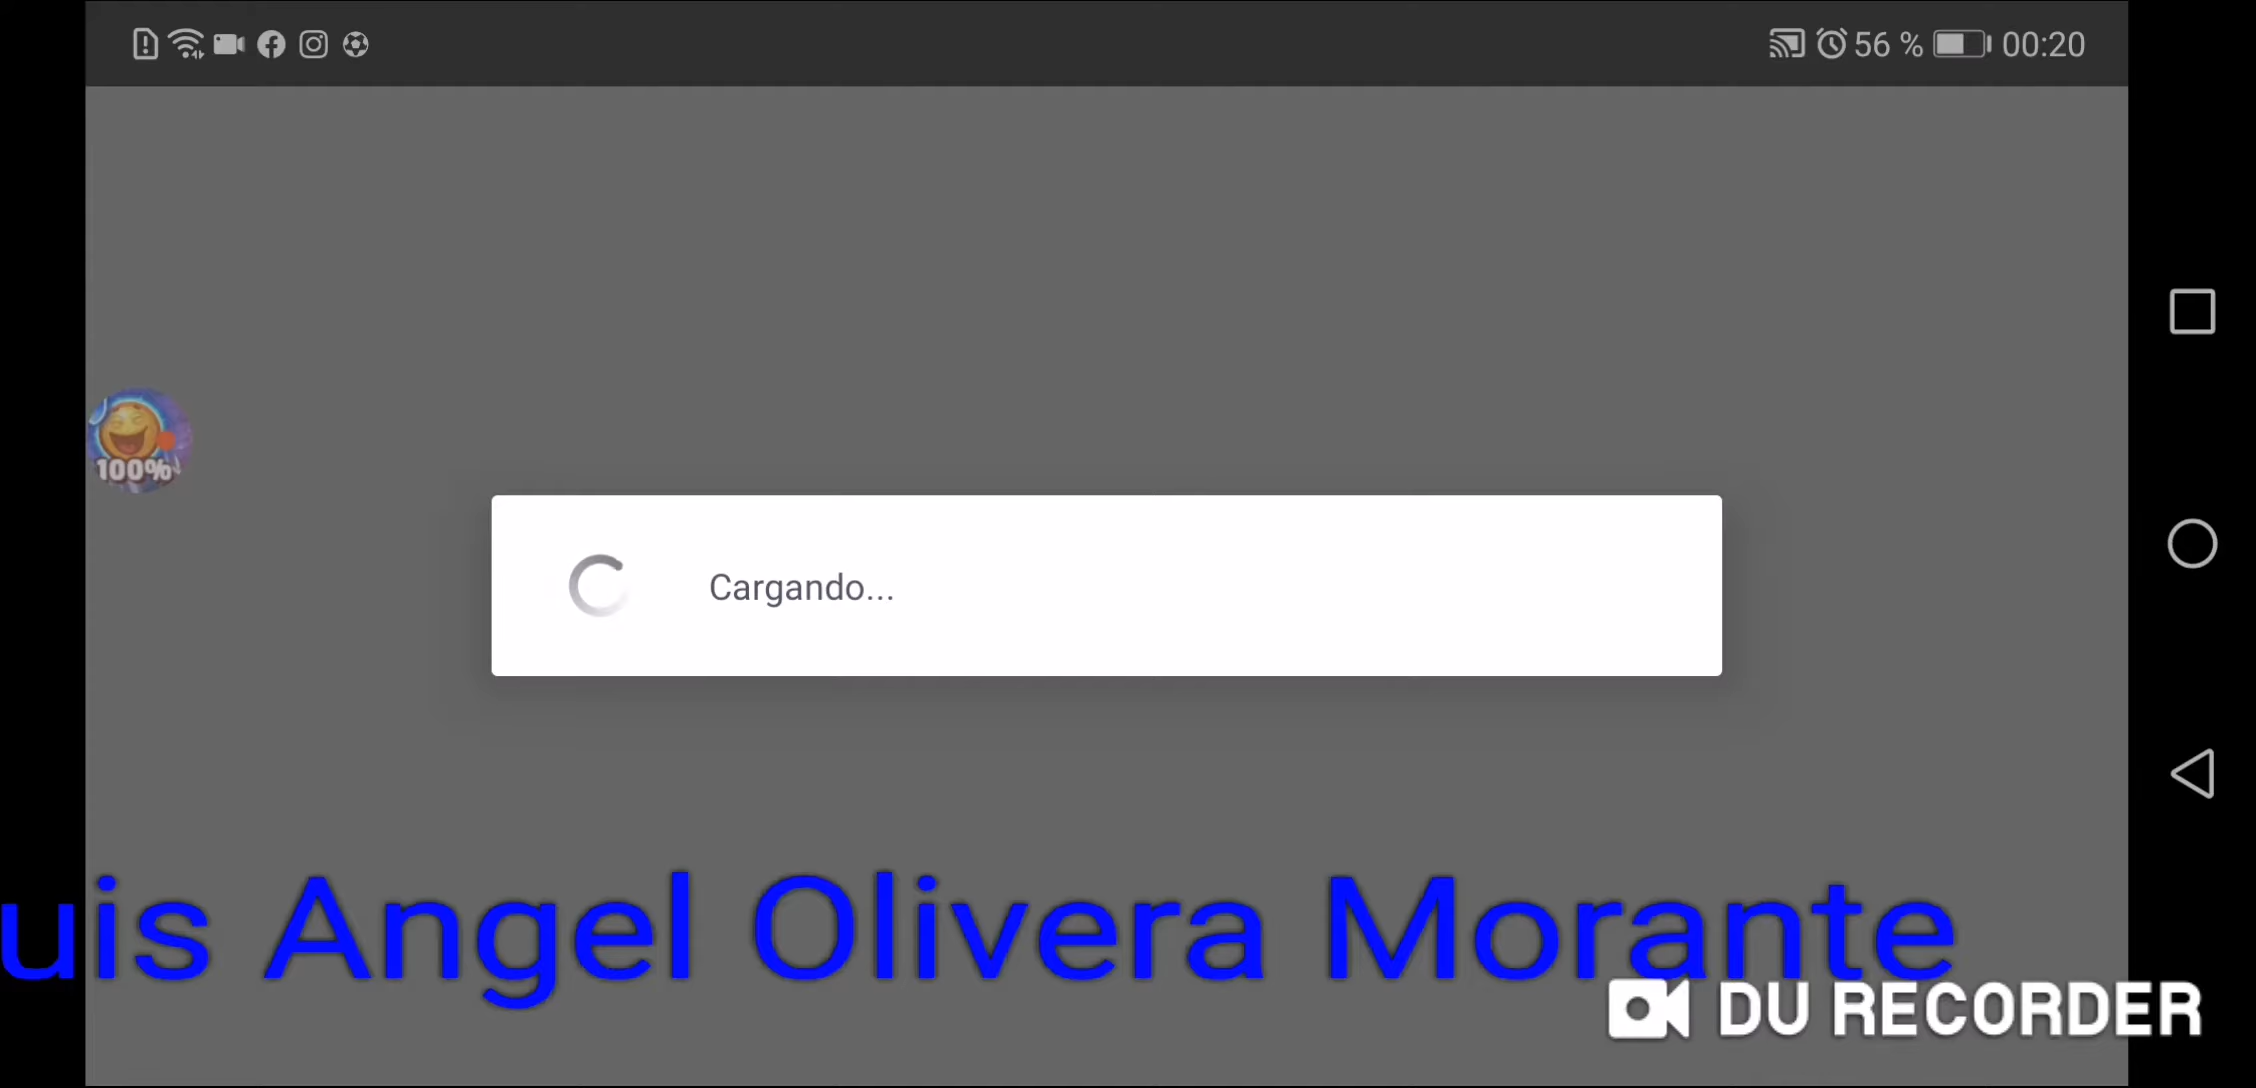 56 % 00:20
100%
Cargando...
uis Angel Olivera Morante
DU RECORDER